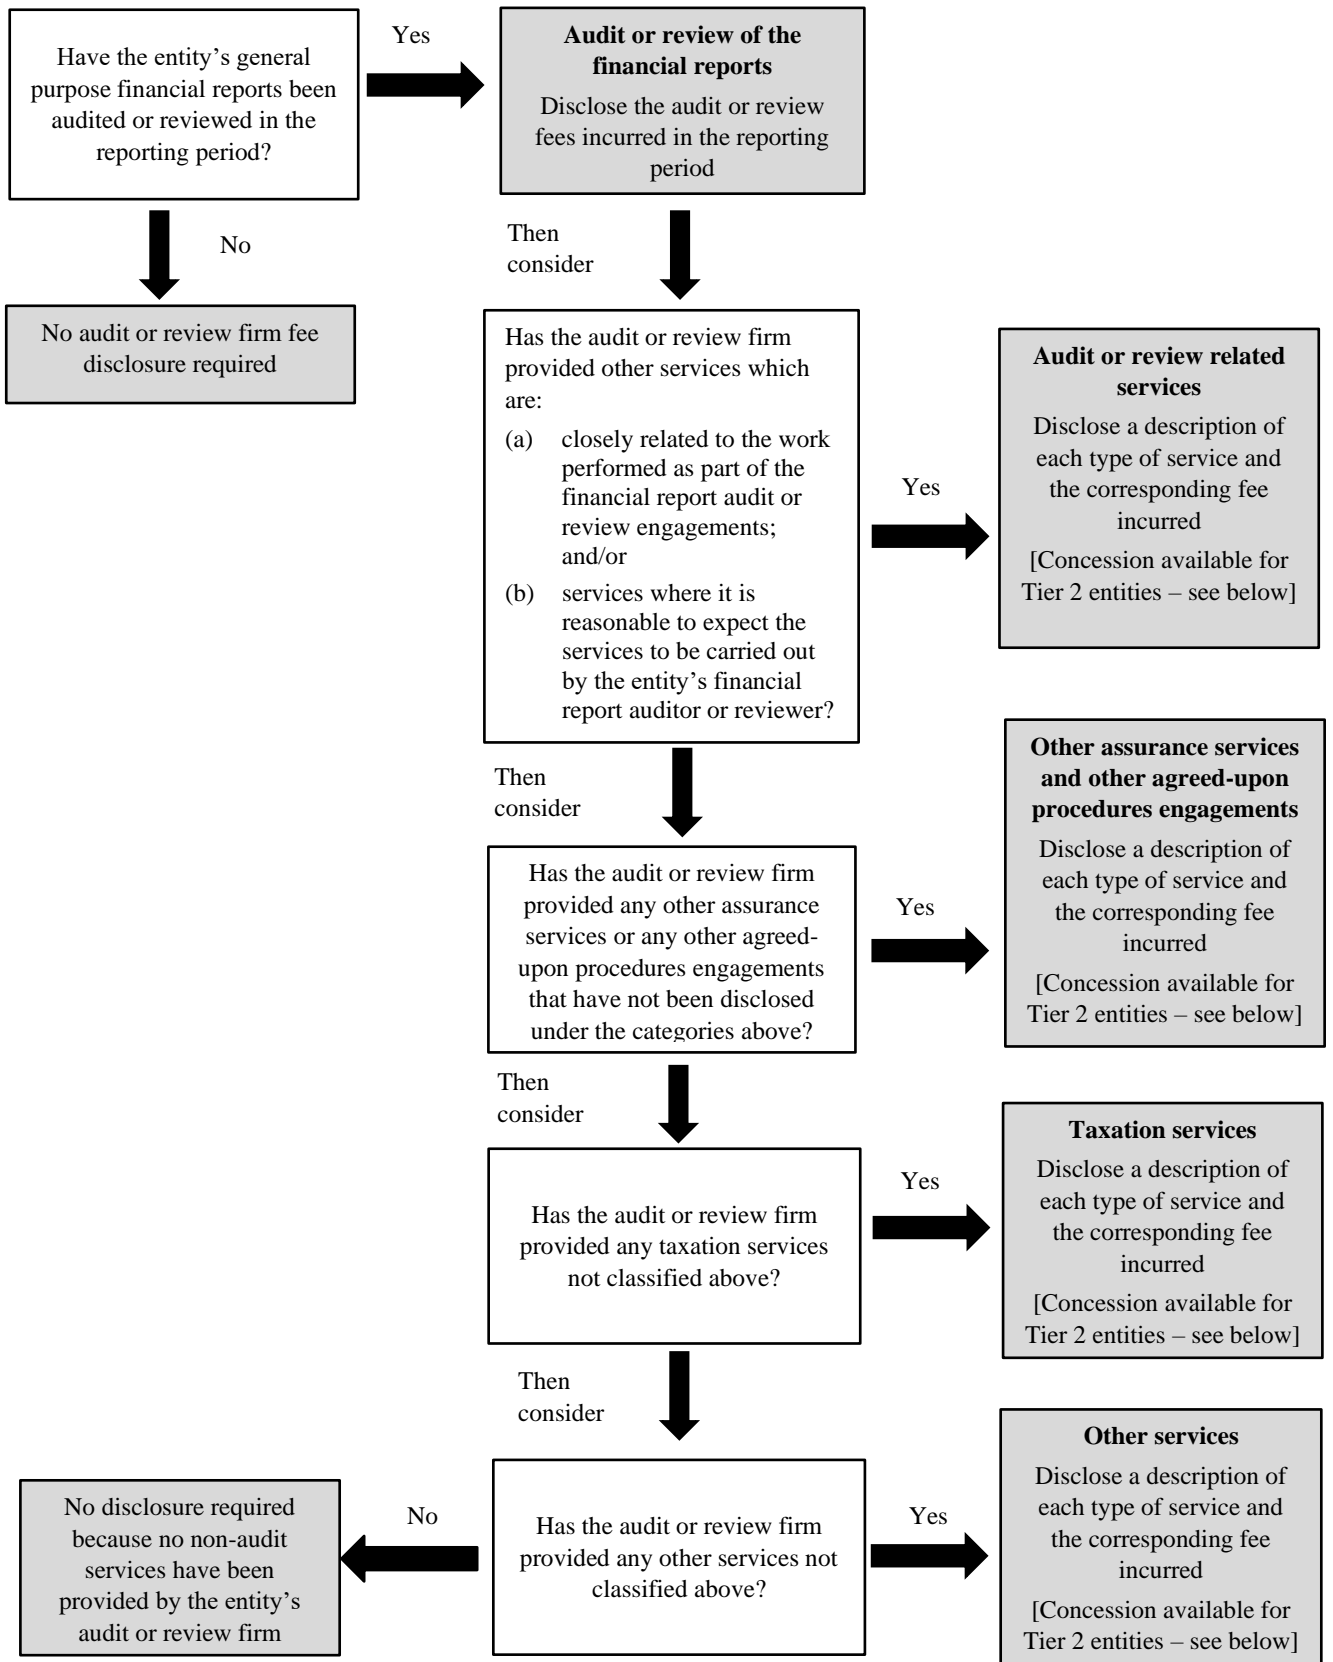 Have the entity’s general
purpose financial reports been
audited or reviewed in the
reporting period?
Yes
Audit or review of the
financial reports
Disclose the audit or review
fees incurred in the reporting
period
No
Then
consider
No audit or review firm fee
disclosure required
Has the audit or review firm
provided other services which
are:
(a) closely related to the work
performed as part of the
financial report audit or
review engagements;
and/or
(b) services where it is
reasonable to expect the
services to be carried out
by the entity’s financial
report auditor or reviewer?
Yes
Audit or review related
services
Disclose a description of
each type of service and
the corresponding fee
incurred
[Concession available for
Tier 2 entities – see below]
Then
consider
Has the audit or review firm
provided any other assurance
services or any other agreed-
upon procedures engagements
that have not been disclosed
under the categories above?
Yes
Other assurance services
and other agreed-upon
procedures engagements
Disclose a description of
each type of service and
the corresponding fee
incurred
[Concession available for
Tier 2 entities – see below]
Then
consider
Has the audit or review firm
provided any taxation services
not classified above?
Yes
Taxation services
Disclose a description of
each type of service and
the corresponding fee
incurred
[Concession available for
Tier 2 entities – see below]
Then
consider
Has the audit or review firm
provided any other services not
classified above?
No
No disclosure required
because no non-audit
services have been
provided by the entity’s
audit or review firm
Yes
Other services
Disclose a description of
each type of service and
the corresponding fee
incurred
[Concession available for
Tier 2 entities – see below]